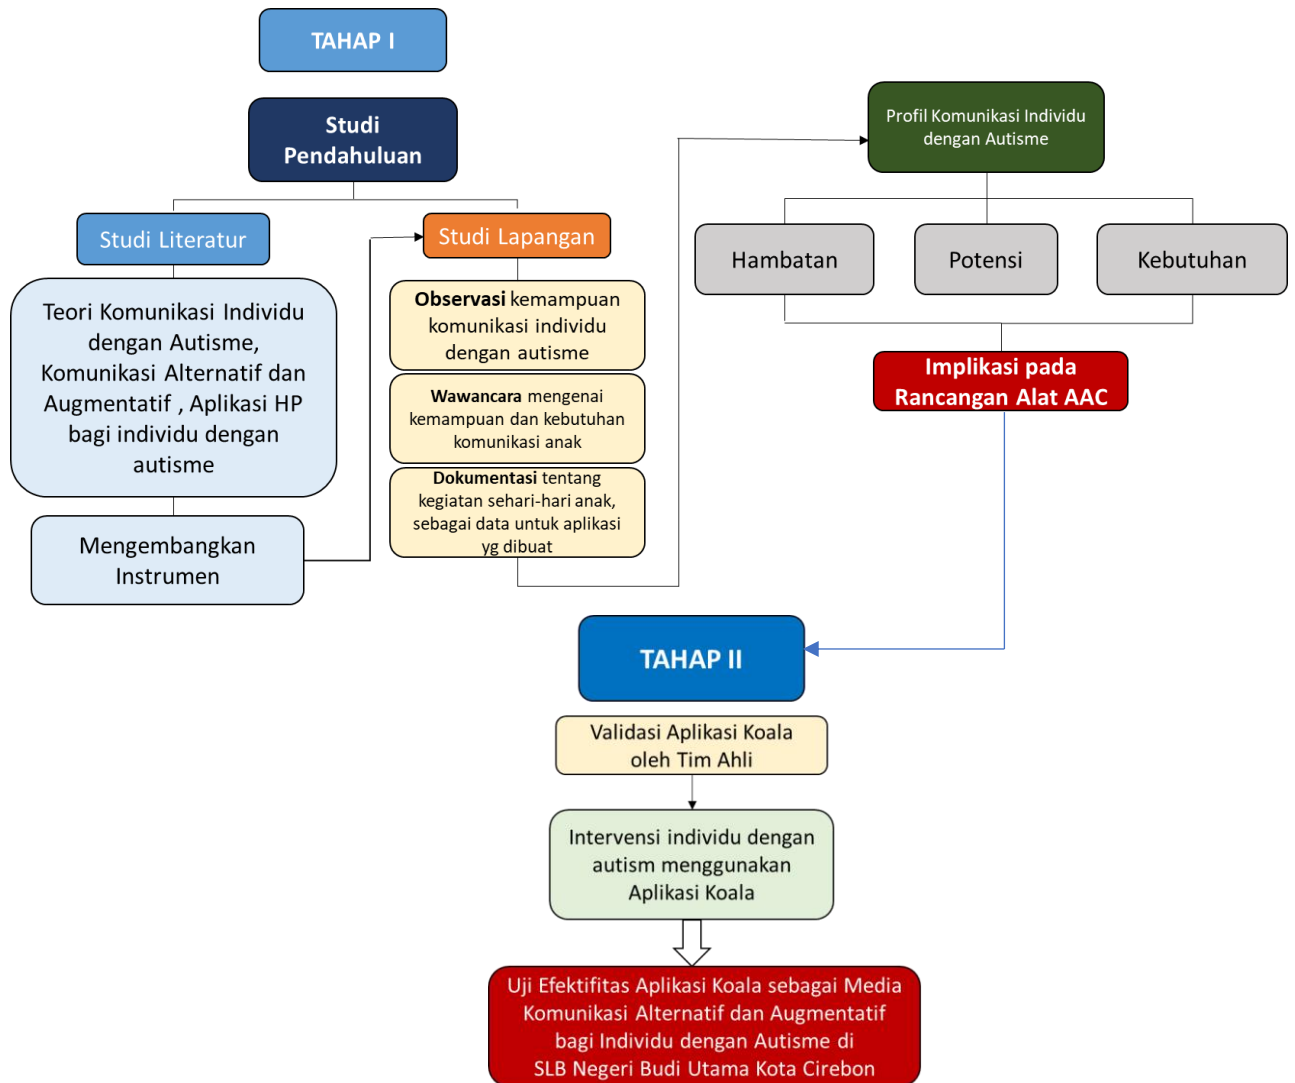 TAHAP I
Studi
Pendahuluan
Studi Literatur
Teori Komunikasi Individu
dengan Autisme,
Komunikasi Alternatif dan
Augmentatif , Aplikasi HP
bagi individu dengan
autisme
Mengembangkan
Instrumen
Studi Lapangan
Observasi kemampuan
komunikasi individu
dengan autisme
Wawancara mengenai
kemampuan dan kebutuhan
komunikasi anak
Dokumentasi tentang
kegiatan sehari-hari anak,
sebagai data untuk aplikasi
yg dibuat
Profil Komunikasi Individu
dengan Autisme
Hambatan
Potensi
Kebutuhan
Implikasi pada
Rancangan Alat AAC
TAHAP II
Validasi Aplikasi Koala
oleh Tim Ahli
Intervensi individu dengan
autism menggunakan
Aplikasi Koala
Uji Efektifitas Aplikasi Koala sebagai Media
Komunikasi Alternatif dan Augmentatif
bagi Individu dengan Autisme di
SLB Negeri Budi Utama Kota Cirebon